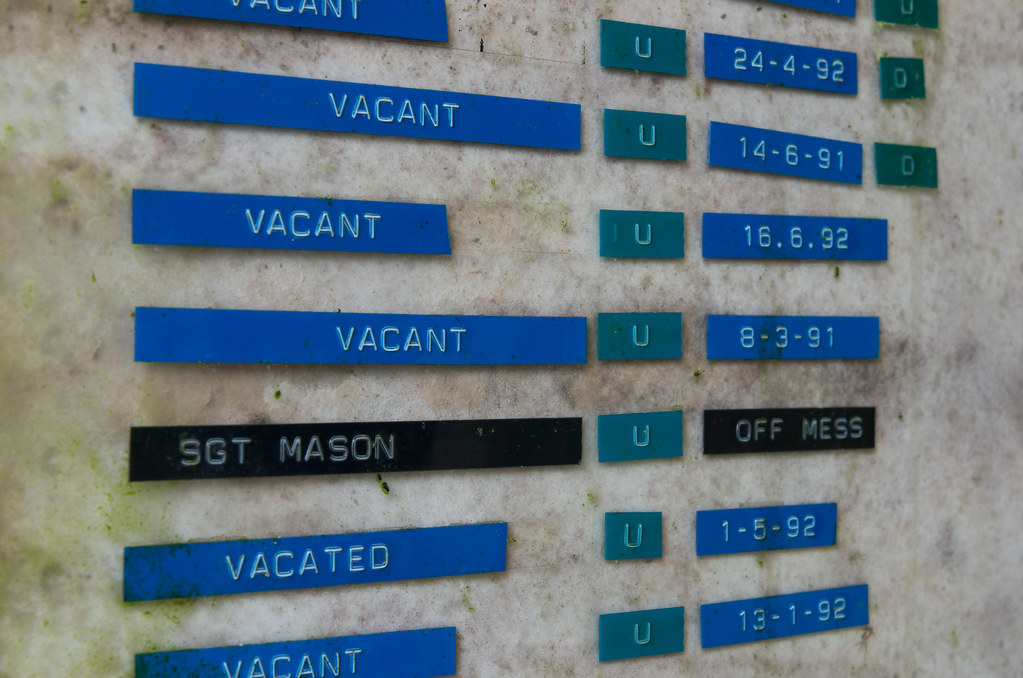 VACANT
VACANT U 24-4-92 D
VACANT U 14-6-91 D
VACANT U 16.6.92
VACANT U 8-3-91
SGT MASON U OFF MESS
VACATED U 1-5-92
VACANT U 13-1-92